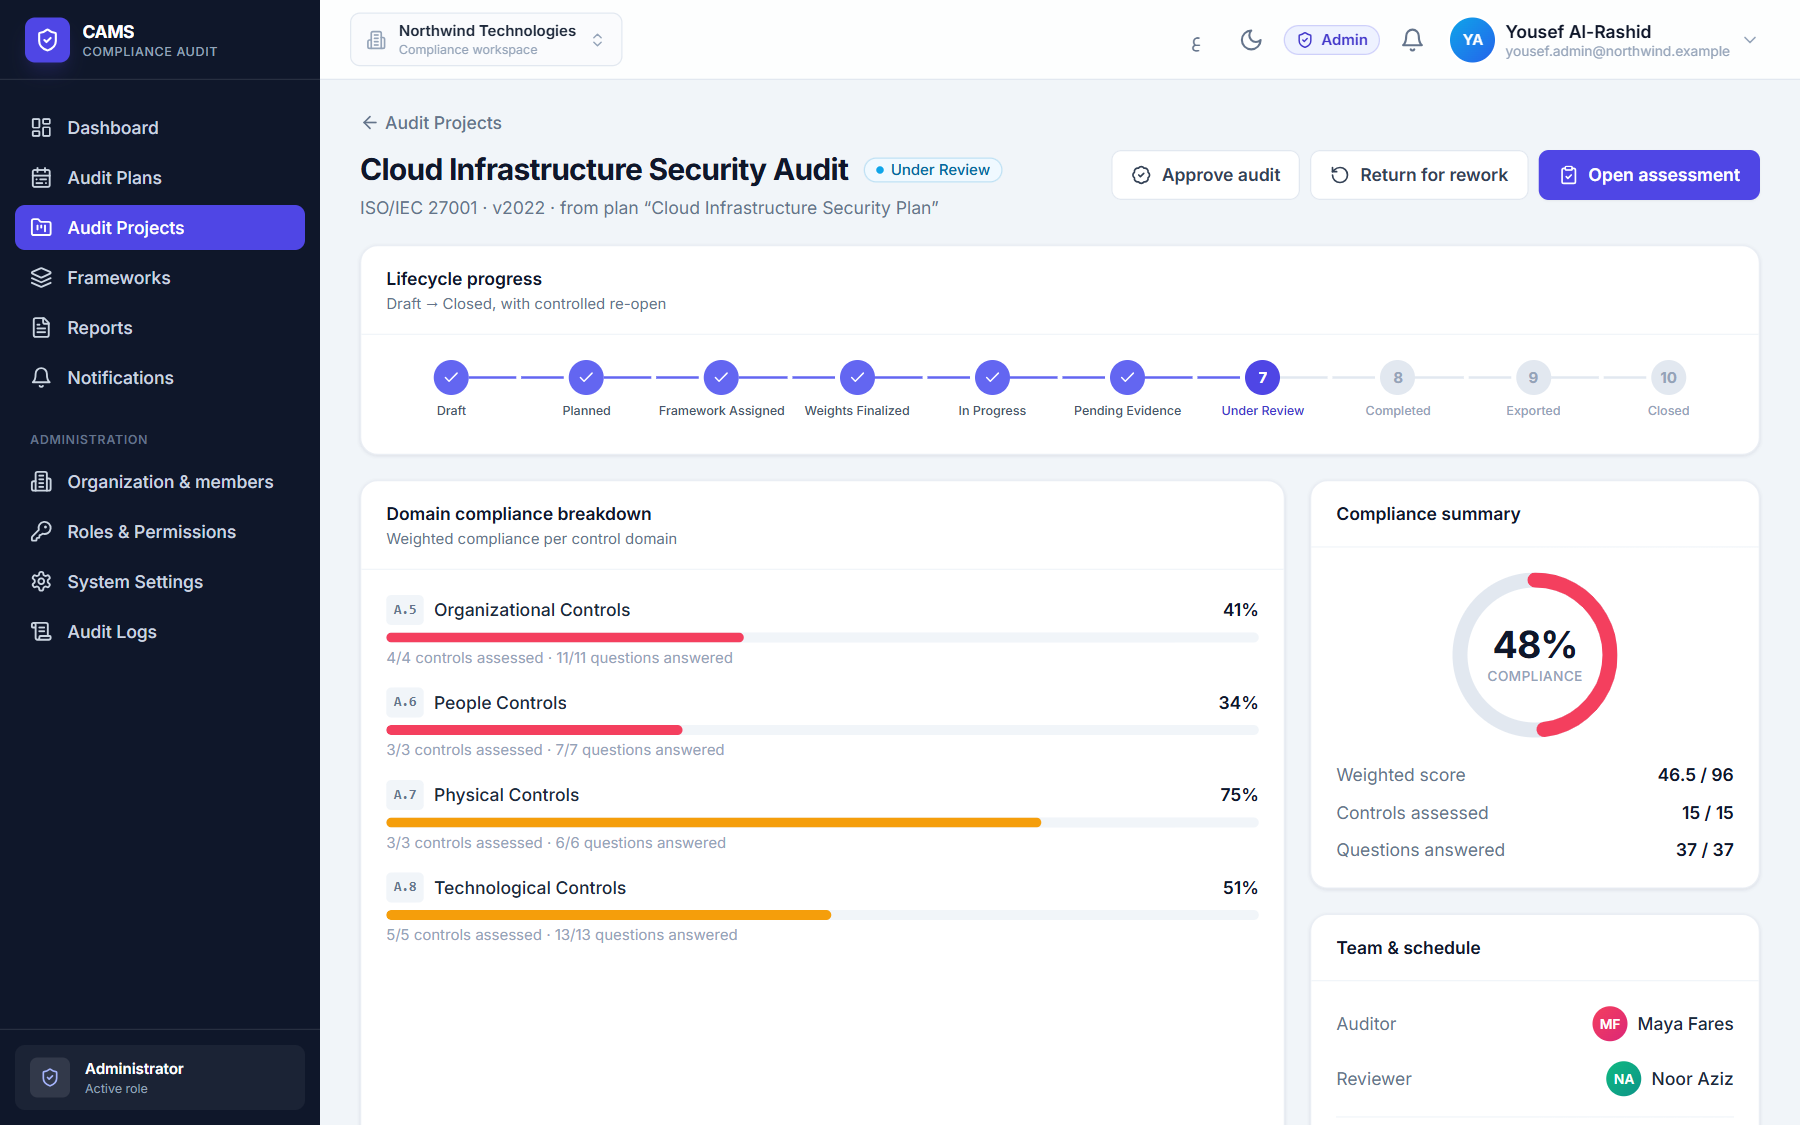 CAMS
COMPLIANCE AUDIT
Northwind Technologies
Compliance workspace
ع
Admin
YA
Yousef Al-Rashid
yousef.admin@northwind.example
Dashboard
Audit Plans
Audit Projects
Frameworks
Reports
Notifications
ADMINISTRATION
Organization & members
Roles & Permissions
System Settings
Audit Logs
Administrator
Active role
Audit Projects
Cloud Infrastructure Security Audit
Under Review
ISO/IEC 27001 · v2022 · from plan “Cloud Infrastructure Security Plan”
Approve audit
Return for rework
Open assessment
Lifecycle progress
Draft → Closed, with controlled re-open
7
8
9
10
Draft
Planned
Framework Assigned
Weights Finalized
In Progress
Pending Evidence
Under Review
Completed
Exported
Closed
Domain compliance breakdown
Weighted compliance per control domain
A.5 Organizational Controls 41%
4/4 controls assessed · 11/11 questions answered
A.6 People Controls 34%
3/3 controls assessed · 7/7 questions answered
A.7 Physical Controls 75%
3/3 controls assessed · 6/6 questions answered
A.8 Technological Controls 51%
5/5 controls assessed · 13/13 questions answered
Compliance summary
48%
COMPLIANCE
Weighted score 46.5 / 96
Controls assessed 15 / 15
Questions answered 37 / 37
Team & schedule
Auditor MF Maya Fares
Reviewer NA Noor Aziz